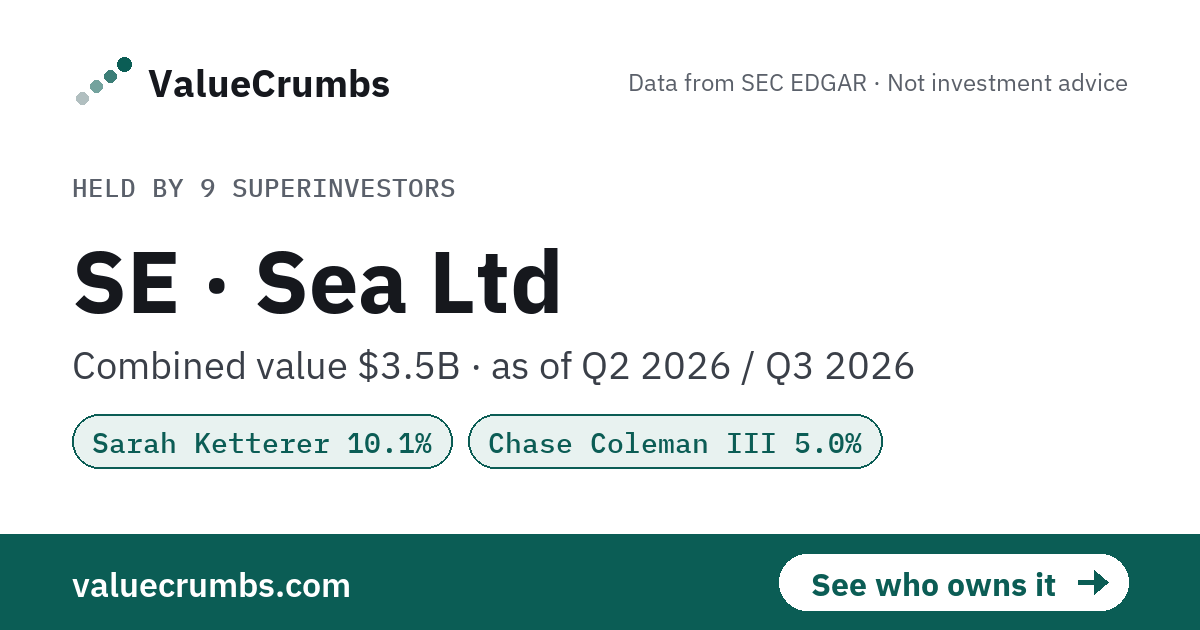 ValueCrumbs
Data from SEC EDGAR · Not investment advice
HELD BY 9 SUPERINVESTORS
SE · Sea Ltd
Combined value $3.5B · as of Q2 2026 / Q3 2026
Sarah Ketterer 10.1%
Chase Coleman III 5.0%
valuecrumbs.com
See who owns it →